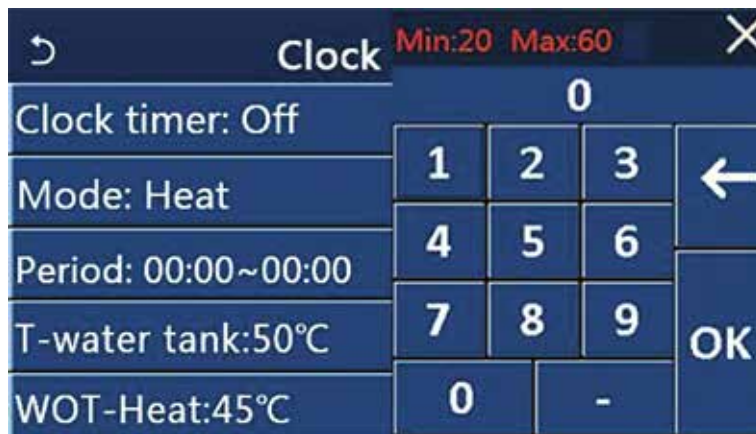 Clock
Clock timer: Off
Mode: Heat
Period: 00:00~00:00
T-water tank:50℃
WOT-Heat:45℃
Min:20 Max:60
0
1 2 3
4 5 6
7 8 9
OK
0 -